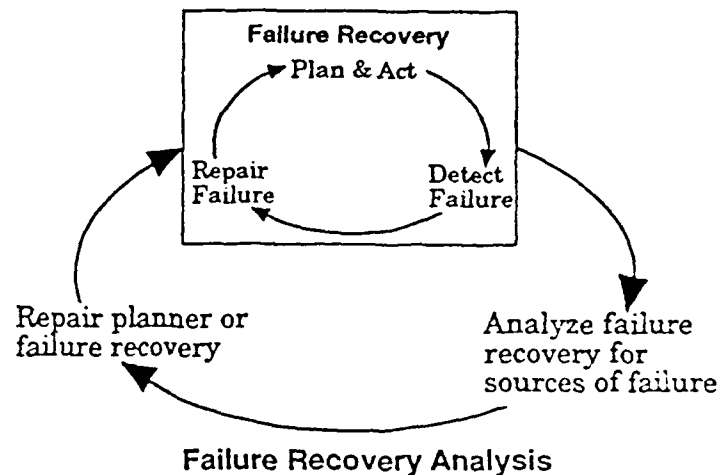 Failure Recovery
Plan & Act
Repair
Failure
Detect
Failure
Repair planner or
failure recovery
Analyze failure
recovery for
sources of failure
Failure Recovery Analysis